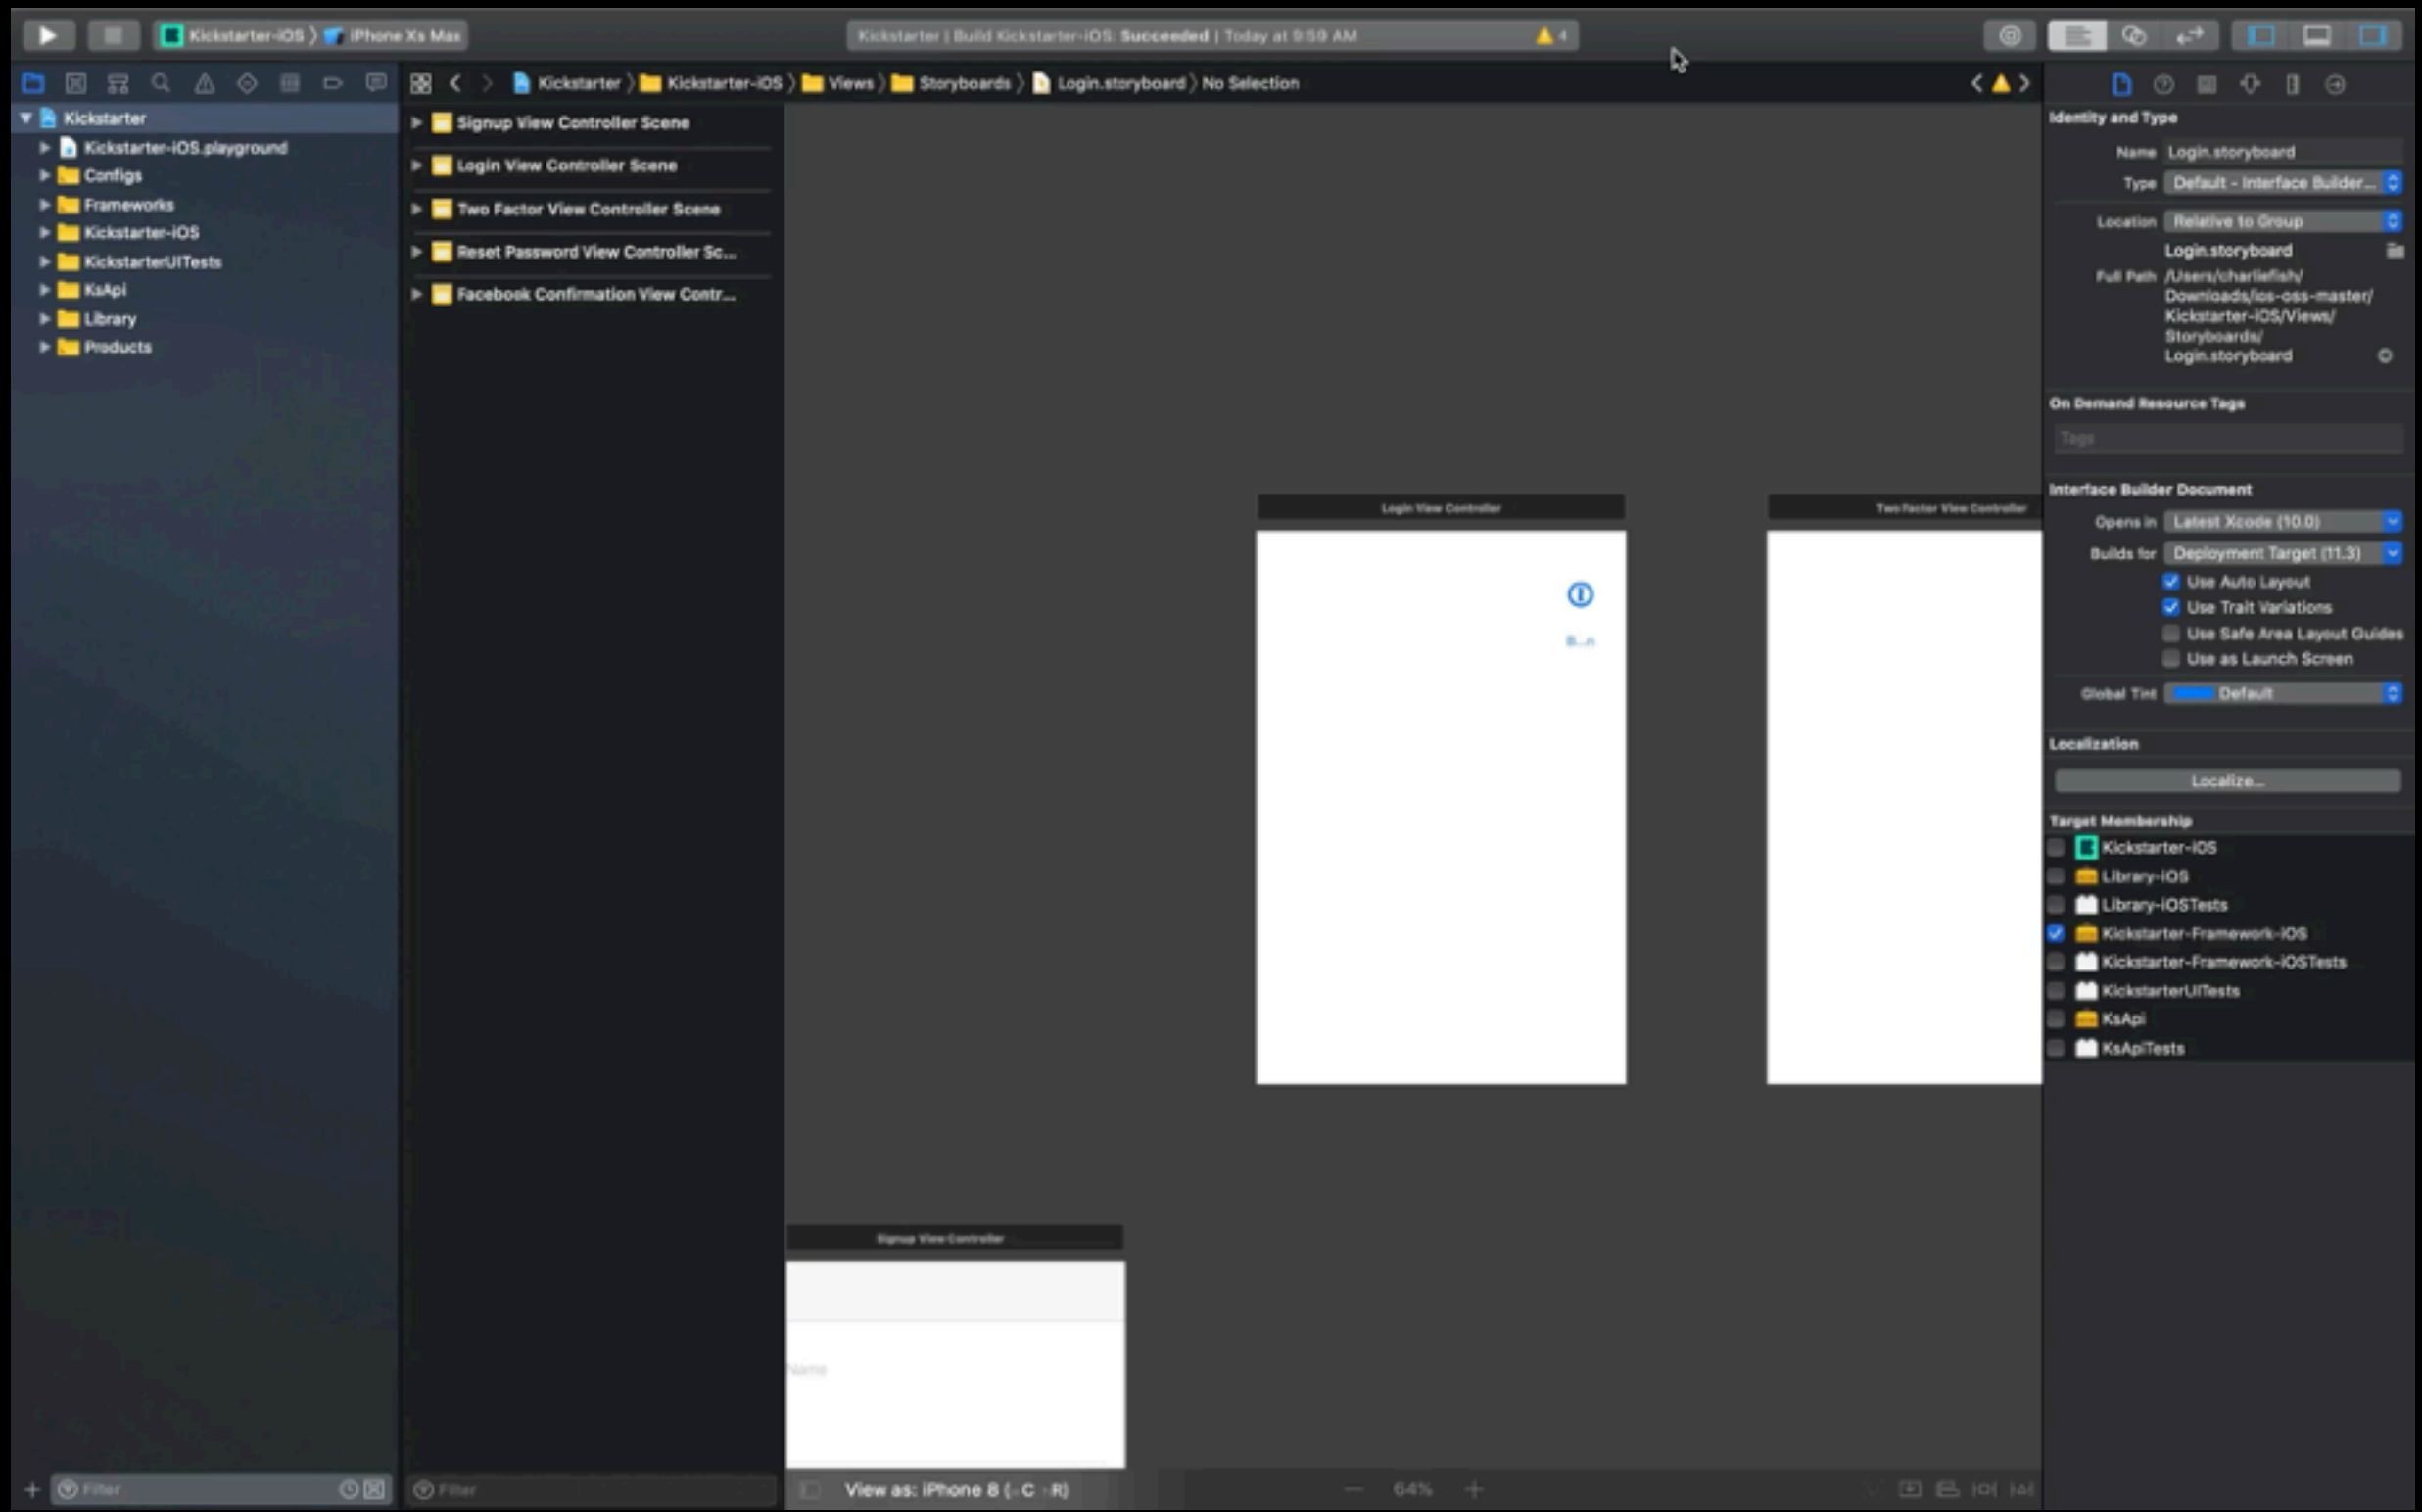 Kickstarter-iOS 〉 iPhone Xs Max
Kickstarter | Build Kickstarter-iOS: Succeeded | Today at 9:59 AM
4
Kickstarter 〉 Kickstarter-iOS 〉 Views 〉 Storyboards 〉 Login.storyboard 〉 No Selection
Kickstarter
Kickstarter-iOS.playground
Configs
Frameworks
Kickstarter-iOS
KickstarterUITests
KsApi
Library
Products
Filter
Signup View Controller Scene
Login View Controller Scene
Two Factor View Controller Scene
Reset Password View Controller Sc...
Facebook Confirmation View Contr...
Filter
Login View Controller
B...n
Two Factor View Controller
Signup View Controller
Name
View as: iPhone 8 (wC hR)
64%
Identity and Type
Name Login.storyboard
Type Default - Interface Builder...
Location Relative to Group
Login.storyboard
Full Path /Users/charliefish/
Downloads/ios-oss-master/
Kickstarter-iOS/Views/
Storyboards/
Login.storyboard
On Demand Resource Tags
Tags
Interface Builder Document
Opens in Latest Xcode (10.0)
Builds for Deployment Target (11.3)
Use Auto Layout
Use Trait Variations
Use Safe Area Layout Guides
Use as Launch Screen
Global Tint Default
Localization
Localize...
Target Membership
Kickstarter-iOS
Library-iOS
Library-iOSTests
Kickstarter-Framework-iOS
Kickstarter-Framework-iOSTests
KickstarterUITests
KsApi
KsApiTests